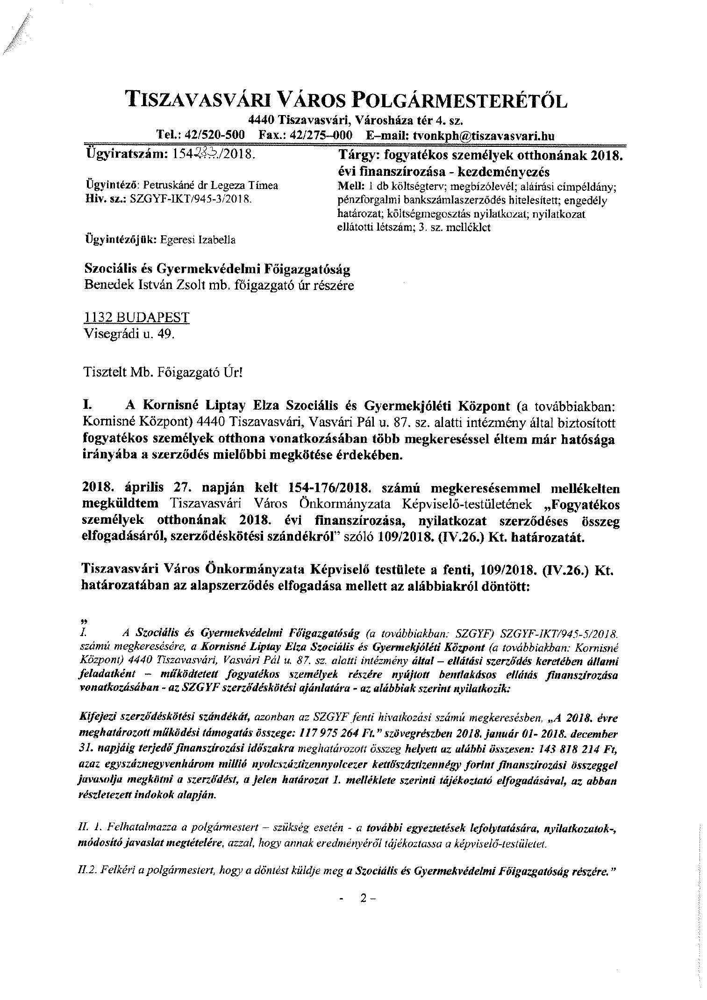 TISZAVASVÁRI VÁROS POLGÁRMESTERÉTŐL
4440 Tiszavasvári, Városháza tér 4. sz.
Tel.: 42/520-500 Fax.: 42/275–000 E–mail: tvonkph@tiszavasvari.hu
Ügyiratszám: 154 /2018.
Ügyintéző: Petruskáné dr Legeza Tímea
Hiv. sz.: SZGYF-IKT/945-3/2018.
Ügyintézőjük: Egeresi Izabella
Tárgy: fogyatékos személyek otthonának 2018.
évi finanszírozása - kezdeményezés
Mell: 1 db költségterv; megbízólevél; aláírási címpéldány;
pénzforgalmi bankszámlaszerződés hitelesített; engedély
határozat; költségmegosztás nyilatkozat; nyilatkozat
ellátotti létszám; 3. sz. melléklet
Szociális és Gyermekvédelmi Főigazgatóság
Benedek István Zsolt mb. főigazgató úr részére
1132 BUDAPEST
Visegrádi u. 49.
Tisztelt Mb. Főigazgató Úr!
I. A Kornisné Liptay Elza Szociális és Gyermekjóléti Központ (a továbbiakban:
Kornisné Központ) 4440 Tiszavasvári, Vasvári Pál u. 87. sz. alatti intézmény által biztosított
fogyatékos személyek otthona vonatkozásában több megkereséssel éltem már hatósága
irányába a szerződés mielőbbi megkötése érdekében.
2018. április 27. napján kelt 154-176/2018. számú megkeresésemmel mellékelten
megküldtem Tiszavasvári Város Önkormányzata Képviselő-testületének „Fogyatékos
személyek otthonának 2018. évi finanszírozása, nyilatkozat szerződéses összeg
elfogadásáról, szerződéskötési szándékról” szóló 109/2018. (IV.26.) Kt. határozatát.
Tiszavasvári Város Önkormányzata Képviselő testülete a fenti, 109/2018. (IV.26.) Kt.
határozatában az alapszerződés elfogadása mellett az alábbiakról döntött:
„
I. A Szociális és Gyermekvédelmi Főigazgatóság (a továbbiakban: SZGYF) SZGYF-IKT/945-5/2018.
számú megkeresésére, a Kornisné Liptay Elza Szociális és Gyermekjóléti Központ (a továbbiakban: Kornisné
Központ) 4440 Tiszavasvári, Vasvári Pál u. 87. sz. alatti intézmény által – ellátási szerződés keretében állami
feladatként – működtetett fogyatékos személyek részére nyújtott bentlakásos ellátás finanszírozása
vonatkozásában - az SZGYF szerződéskötési ajánlatára - az alábbiak szerint nyilatkozik:
Kifejezi szerződéskötési szándékát, azonban az SZGYF fenti hivatkozási számú megkeresésben, „A 2018. évre
meghatározott működési támogatás összege: 117 975 264 Ft.” szövegrészben 2018. január 01- 2018. december
31. napjáig terjedő finanszírozási időszakra meghatározott összeg helyett az alábbi összesen: 143 818 214 Ft,
azaz egyszáznegyvenhárom millió nyolcszáztizennyolcezer kettőszáztizennégy forint finanszírozási összeggel
javasolja megkötni a szerződést, a jelen határozat 1. melléklete szerinti tájékoztató elfogadásával, az abban
részletezett indokok alapján.
II. 1. Felhatalmazza a polgármestert – szükség esetén - a további egyeztetések lefolytatására, nyilatkozatok-,
módosító javaslat megtételére, azzal, hogy annak eredményéről tájékoztassa a képviselő-testületet.
II.2. Felkéri a polgármestert, hogy a döntést küldje meg a Szociális és Gyermekvédelmi Főigazgatóság részére.”
- 2 –